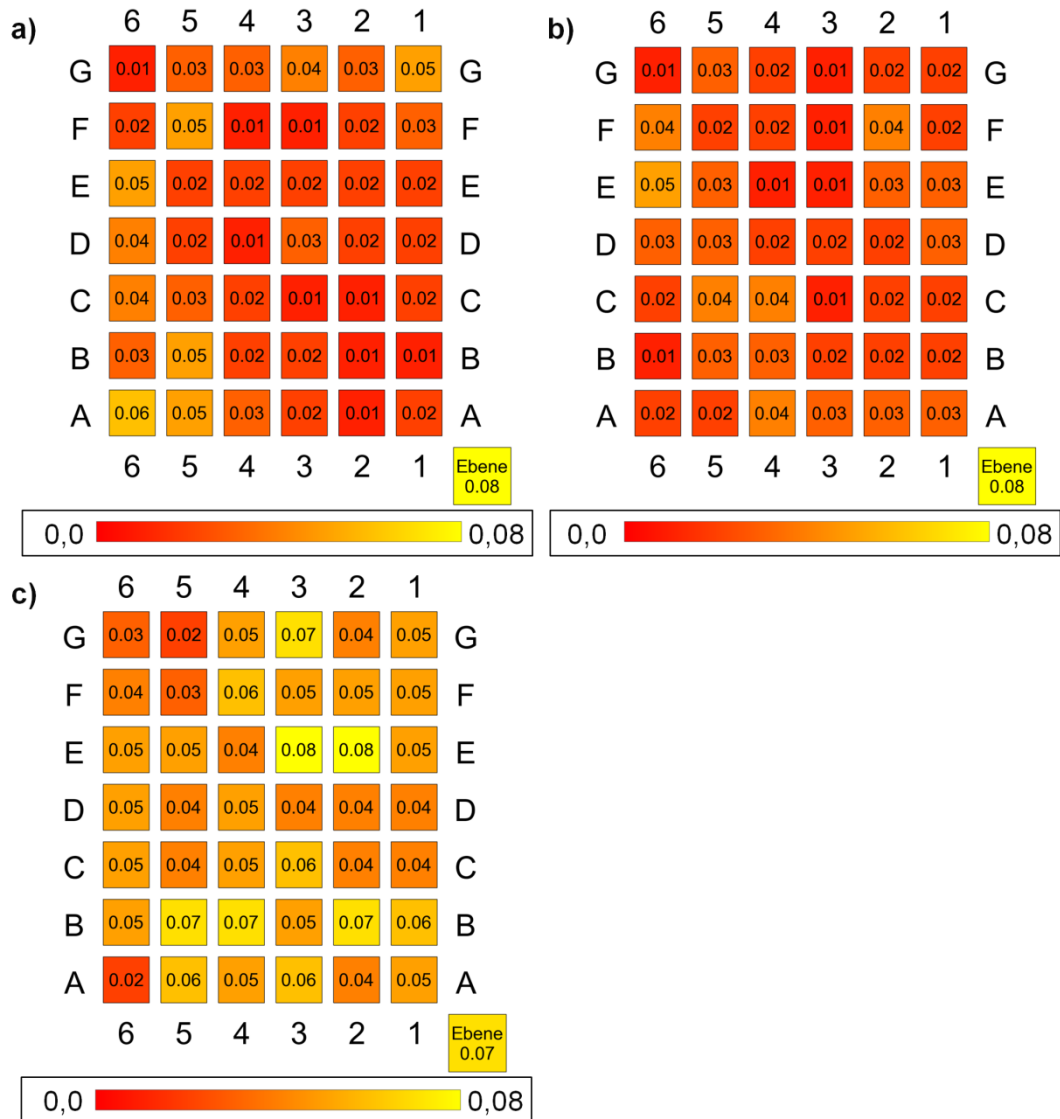 a)
6 5 4 3 2 1
G 0.01 0.03 0.03 0.04 0.03 0.05 G
F 0.02 0.05 0.01 0.01 0.02 0.03 F
E 0.05 0.02 0.02 0.02 0.02 0.02 E
D 0.04 0.02 0.01 0.03 0.02 0.02 D
C 0.04 0.03 0.02 0.01 0.01 0.02 C
B 0.03 0.05 0.02 0.02 0.01 0.01 B
A 0.06 0.05 0.03 0.02 0.01 0.02 A
6 5 4 3 2 1
Ebene
0.08
0,0 0,08
b)
6 5 4 3 2 1
G 0.01 0.03 0.02 0.01 0.02 0.02 G
F 0.04 0.02 0.02 0.01 0.04 0.02 F
E 0.05 0.03 0.01 0.01 0.03 0.03 E
D 0.03 0.03 0.02 0.02 0.02 0.03 D
C 0.02 0.04 0.04 0.01 0.02 0.02 C
B 0.01 0.03 0.03 0.02 0.02 0.02 B
A 0.02 0.02 0.04 0.03 0.03 0.03 A
6 5 4 3 2 1
Ebene
0.08
0,0 0,08
c)
6 5 4 3 2 1
G 0.03 0.02 0.05 0.07 0.04 0.05 G
F 0.04 0.03 0.06 0.05 0.05 0.05 F
E 0.05 0.05 0.04 0.08 0.08 0.05 E
D 0.05 0.04 0.05 0.04 0.04 0.04 D
C 0.05 0.04 0.05 0.06 0.04 0.04 C
B 0.05 0.07 0.07 0.05 0.07 0.06 B
A 0.02 0.06 0.05 0.06 0.04 0.05 A
6 5 4 3 2 1
Ebene
0.07
0,0 0,08